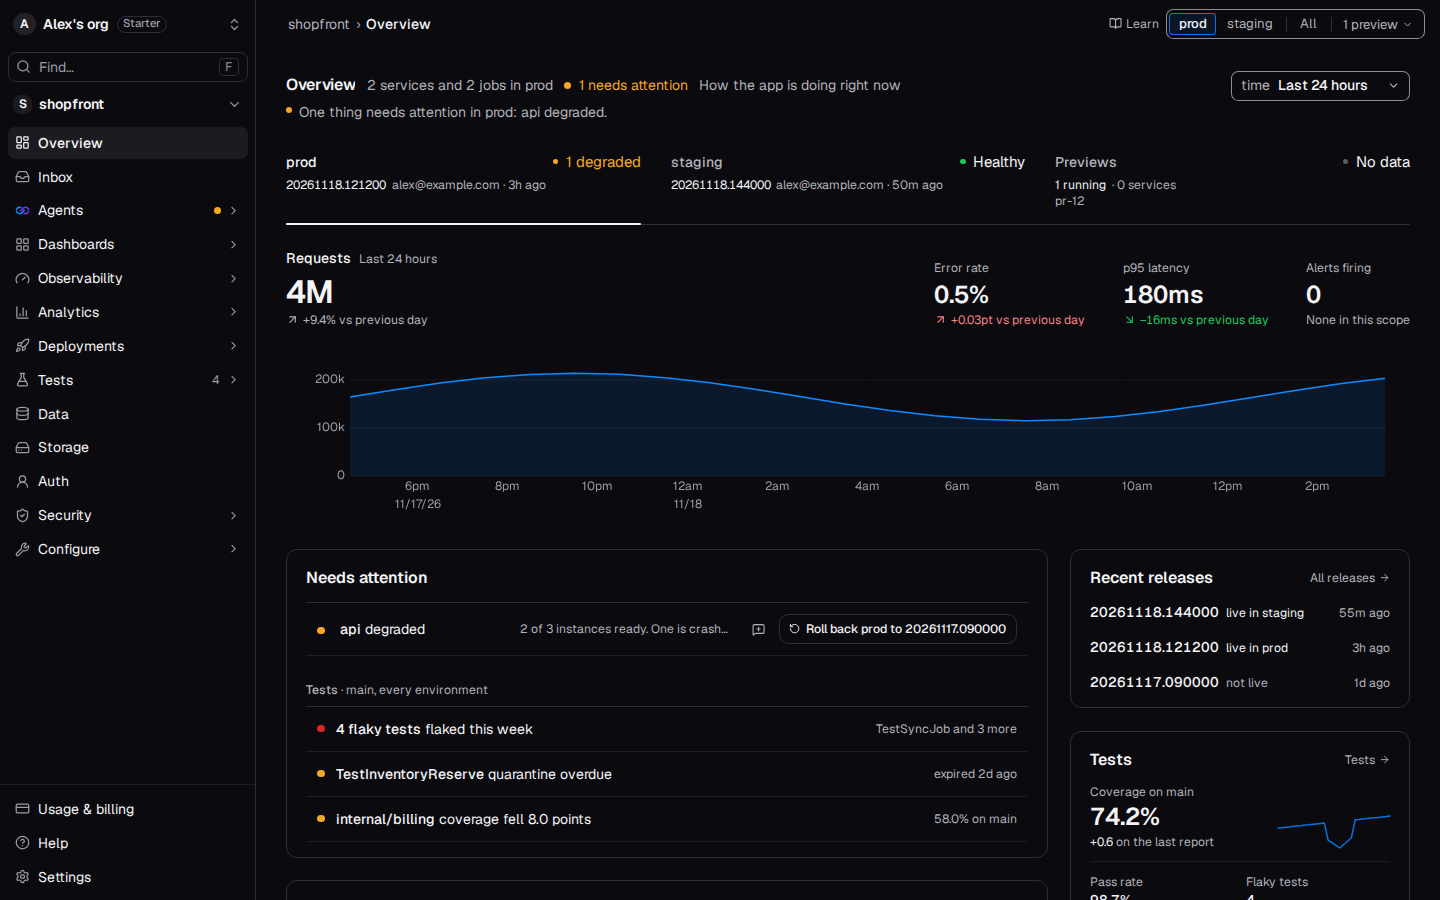 A Alex's org Starter
Find... F
S shopfront
Overview
Inbox
Agents
Dashboards
Observability
Analytics
Deployments
Tests 4
Data
Storage
Auth
Security
Configure
Usage & billing
Help
Settings
shopfront › Overview
Learn prod staging All 1 preview
Overview 2 services and 2 jobs in prod 1 needs attention How the app is doing right now
time Last 24 hours
One thing needs attention in prod: api degraded.
prod 1 degraded
20261118.121200 alex@example.com · 3h ago
staging Healthy
20261118.144000 alex@example.com · 50m ago
Previews No data
1 running · 0 services
pr-12
Requests Last 24 hours
4M
+9.4% vs previous day
Error rate
0.5%
+0.03pt vs previous day
p95 latency
180ms
−16ms vs previous day
Alerts firing
0
None in this scope
200k
100k
0
6pm 8pm 10pm 12am 2am 4am 6am 8am 10am 12pm 2pm
11/17/26 11/18
Needs attention
api degraded 2 of 3 instances ready. One is crash... Roll back prod to 20261117.090000
Tests · main, every environment
4 flaky tests flaked this week TestSyncJob and 3 more
TestInventoryReserve quarantine overdue expired 2d ago
internal/billing coverage fell 8.0 points 58.0% on main
Recent releases All releases →
20261118.144000 live in staging 55m ago
20261118.121200 live in prod 3h ago
20261117.090000 not live 1d ago
Tests Tests →
Coverage on main
74.2%
+0.6 on the last report
Pass rate Flaky tests
98.7% 4